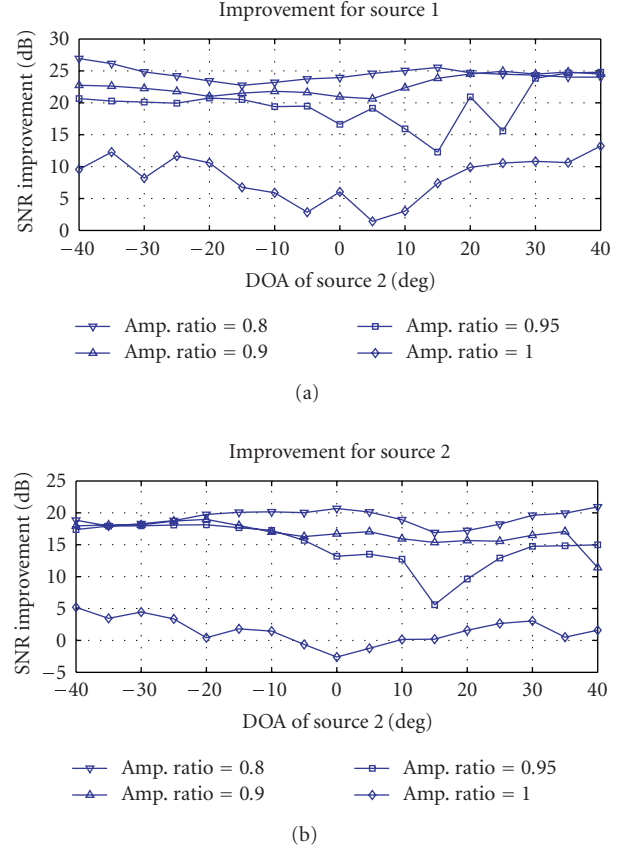 Improvement for source 1
SNR improvement (dB)
30
25
20
15
10
5
0
−40 −30 −20 −10 0 10 20 30 40
DOA of source 2 (deg)
Amp. ratio = 0.8
Amp. ratio = 0.9
Amp. ratio = 0.95
Amp. ratio = 1
(a)
Improvement for source 2
SNR improvement (dB)
25
20
15
10
5
0
−5
−40 −30 −20 −10 0 10 20 30 40
DOA of source 2 (deg)
Amp. ratio = 0.8
Amp. ratio = 0.9
Amp. ratio = 0.95
Amp. ratio = 1
(b)